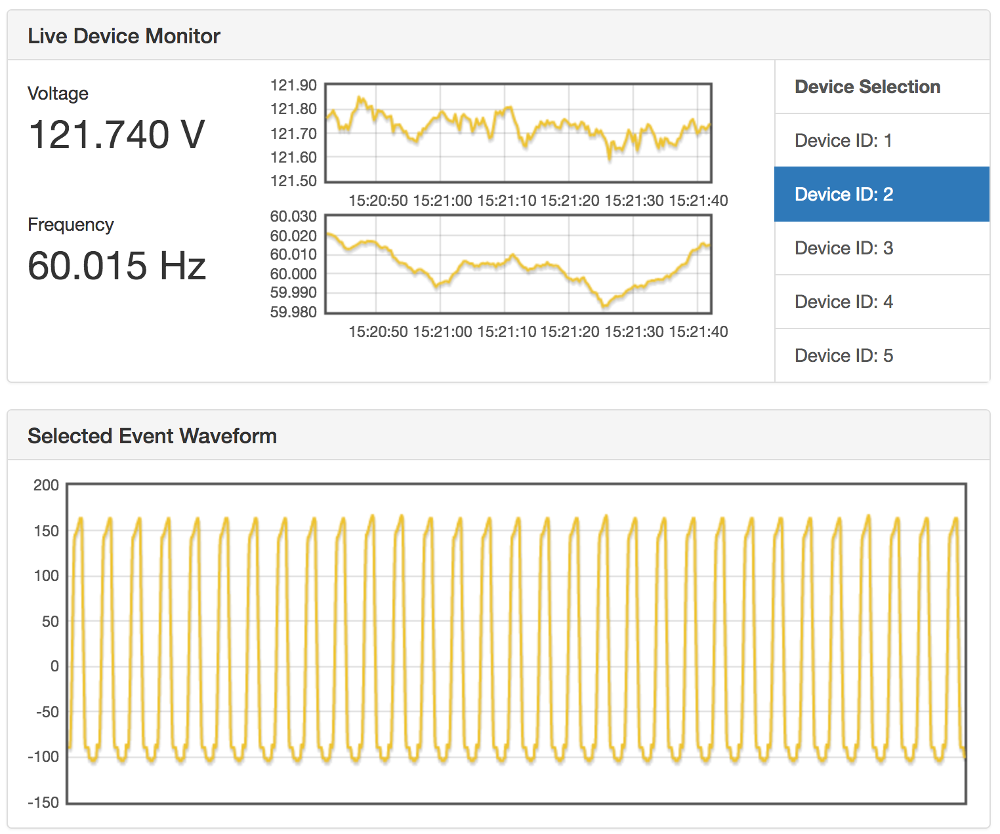 Live Device Monitor
Voltage
121.740 V
121.90
121.80
121.70
121.60
121.50
15:20:50 15:21:00 15:21:10 15:21:20 15:21:30 15:21:40
Frequency
60.015 Hz
60.030
60.020
60.010
60.000
59.990
59.980
15:20:50 15:21:00 15:21:10 15:21:20 15:21:30 15:21:40
Device Selection
Device ID: 1
Device ID: 2
Device ID: 3
Device ID: 4
Device ID: 5
Selected Event Waveform
200
150
100
50
0
-50
-100
-150